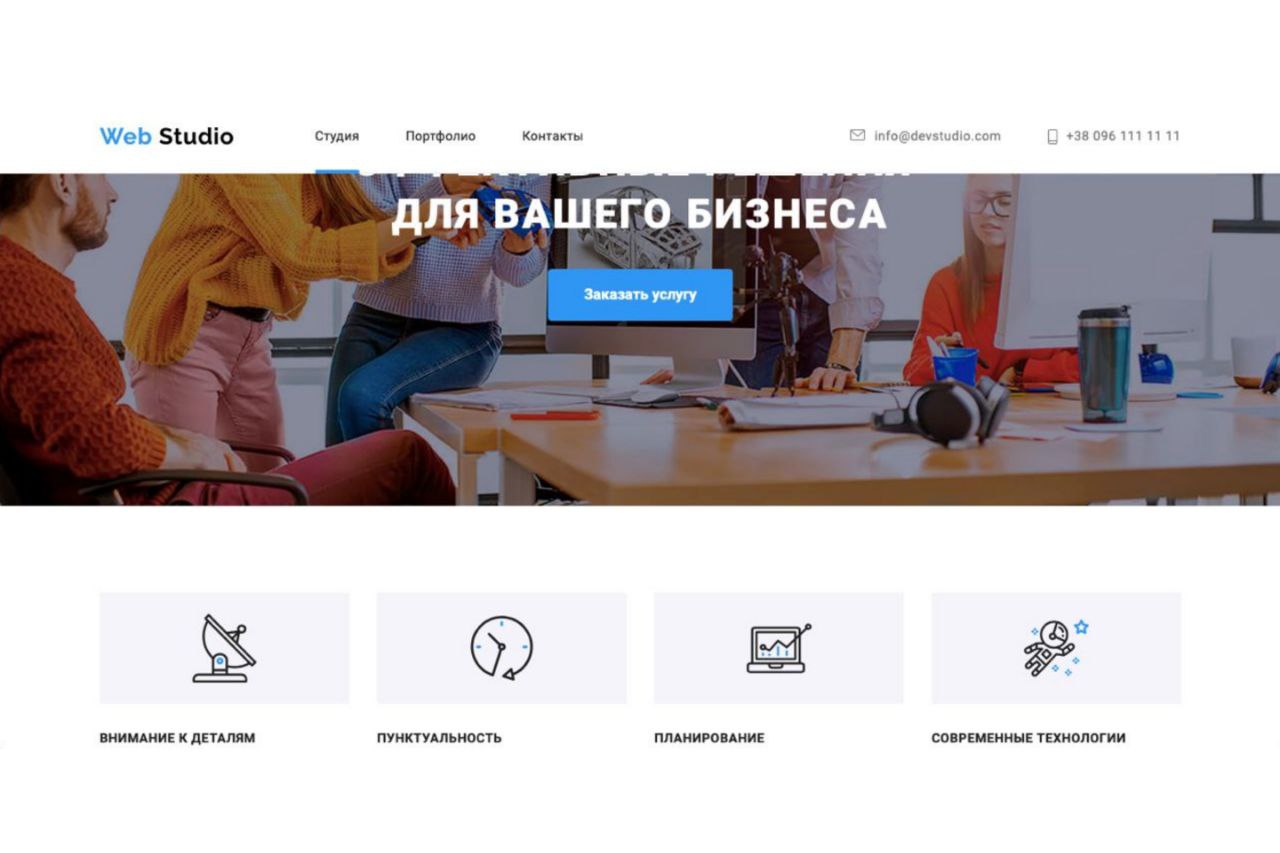 Web Studio
Студия
Портфолио
Контакты
info@devstudio.com
+38 096 111 11 11
ДЛЯ ВАШЕГО БИЗНЕСА
Заказать услугу
ВНИМАНИЕ К ДЕТАЛЯМ
ПУНКТУАЛЬНОСТЬ
ПЛАНИРОВАНИЕ
СОВРЕМЕННЫЕ ТЕХНОЛОГИИ